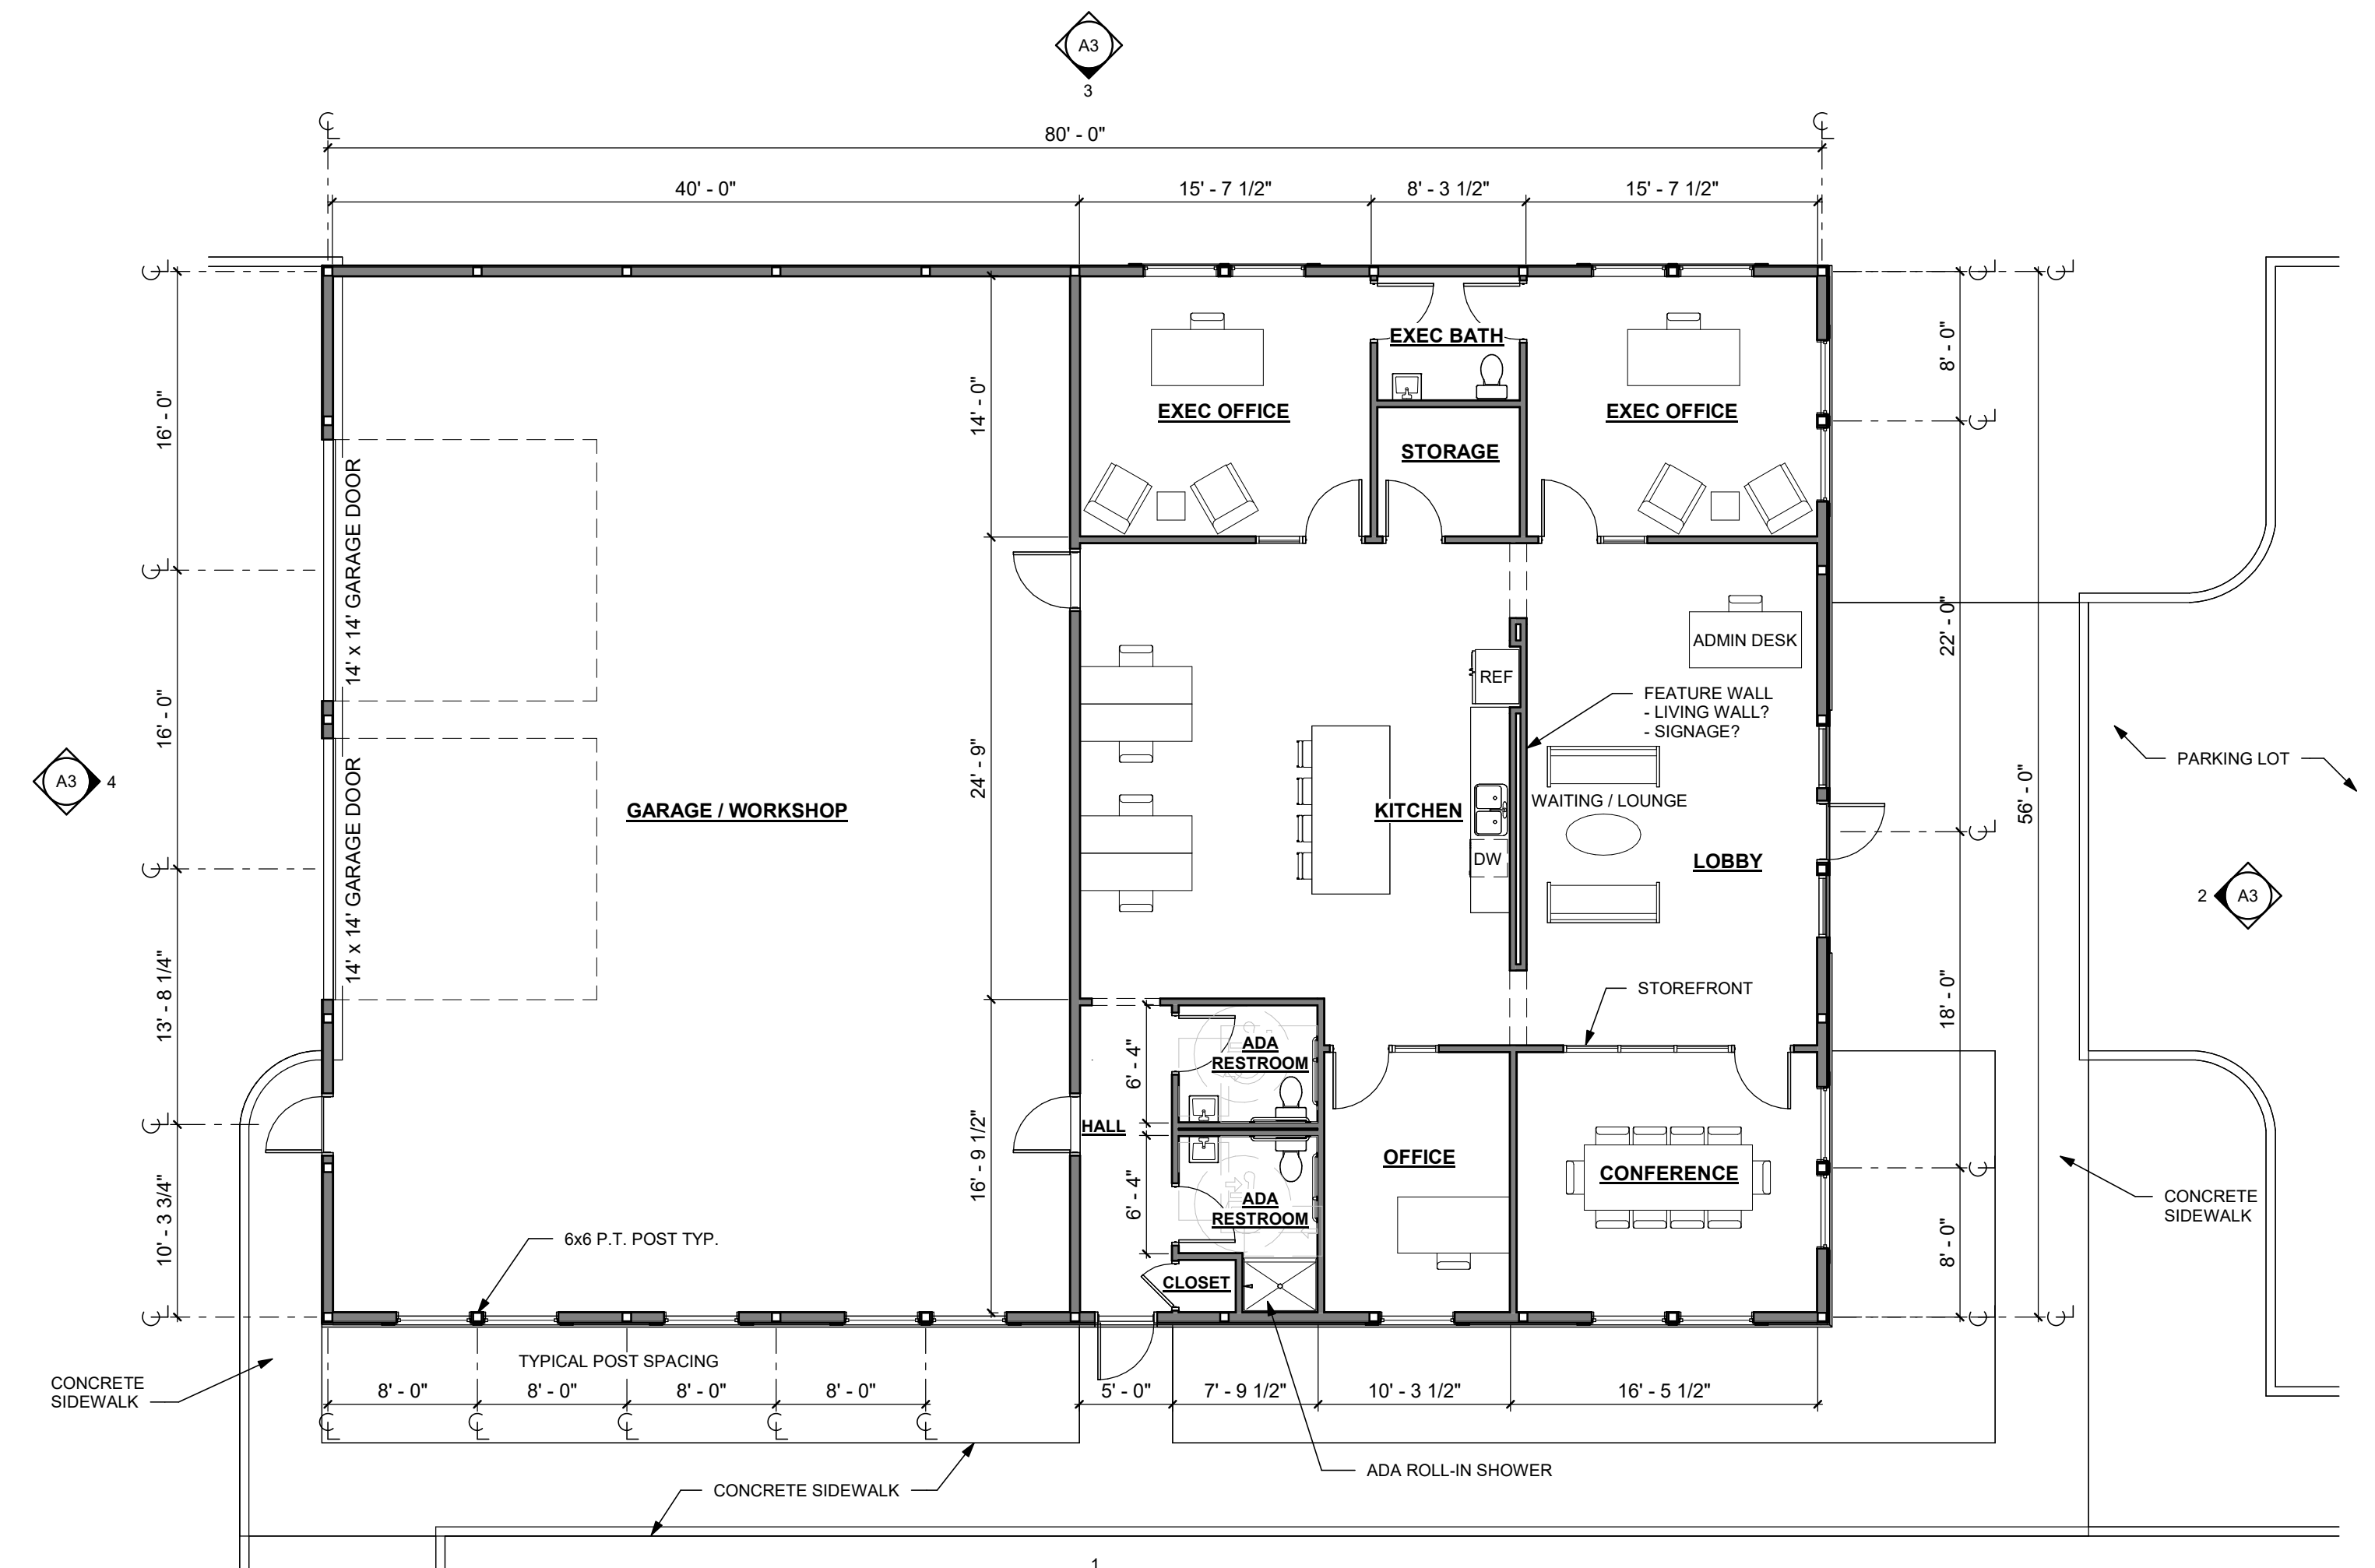 A3
3
80' - 0"
40' - 0"
15' - 7 1/2"
8' - 3 1/2"
15' - 7 1/2"
16' - 0"
16' - 0"
13' - 8 1/4"
10' - 3 3/4"
14' x 14' GARAGE DOOR
14' x 14' GARAGE DOOR
14' - 0"
24' - 9"
16' - 9 1/2"
EXEC OFFICE
EXEC BATH
STORAGE
EXEC OFFICE
8' - 0"
22' - 0"
18' - 0"
8' - 0"
56' - 0"
ADMIN DESK
REF
FEATURE WALL
- LIVING WALL?
- SIGNAGE?
PARKING LOT
A3
4
GARAGE / WORKSHOP
KITCHEN
WAITING / LOUNGE
DW
LOBBY
2
A3
STOREFRONT
6' - 4"
ADA
RESTROOM
HALL
6' - 4"
ADA
RESTROOM
OFFICE
CONFERENCE
CONCRETE
SIDEWALK
6x6 P.T. POST TYP.
CLOSET
TYPICAL POST SPACING
8' - 0"
8' - 0"
8' - 0"
8' - 0"
5' - 0"
7' - 9 1/2"
10' - 3 1/2"
16' - 5 1/2"
CONCRETE
SIDEWALK
ADA ROLL-IN SHOWER
CONCRETE SIDEWALK
1